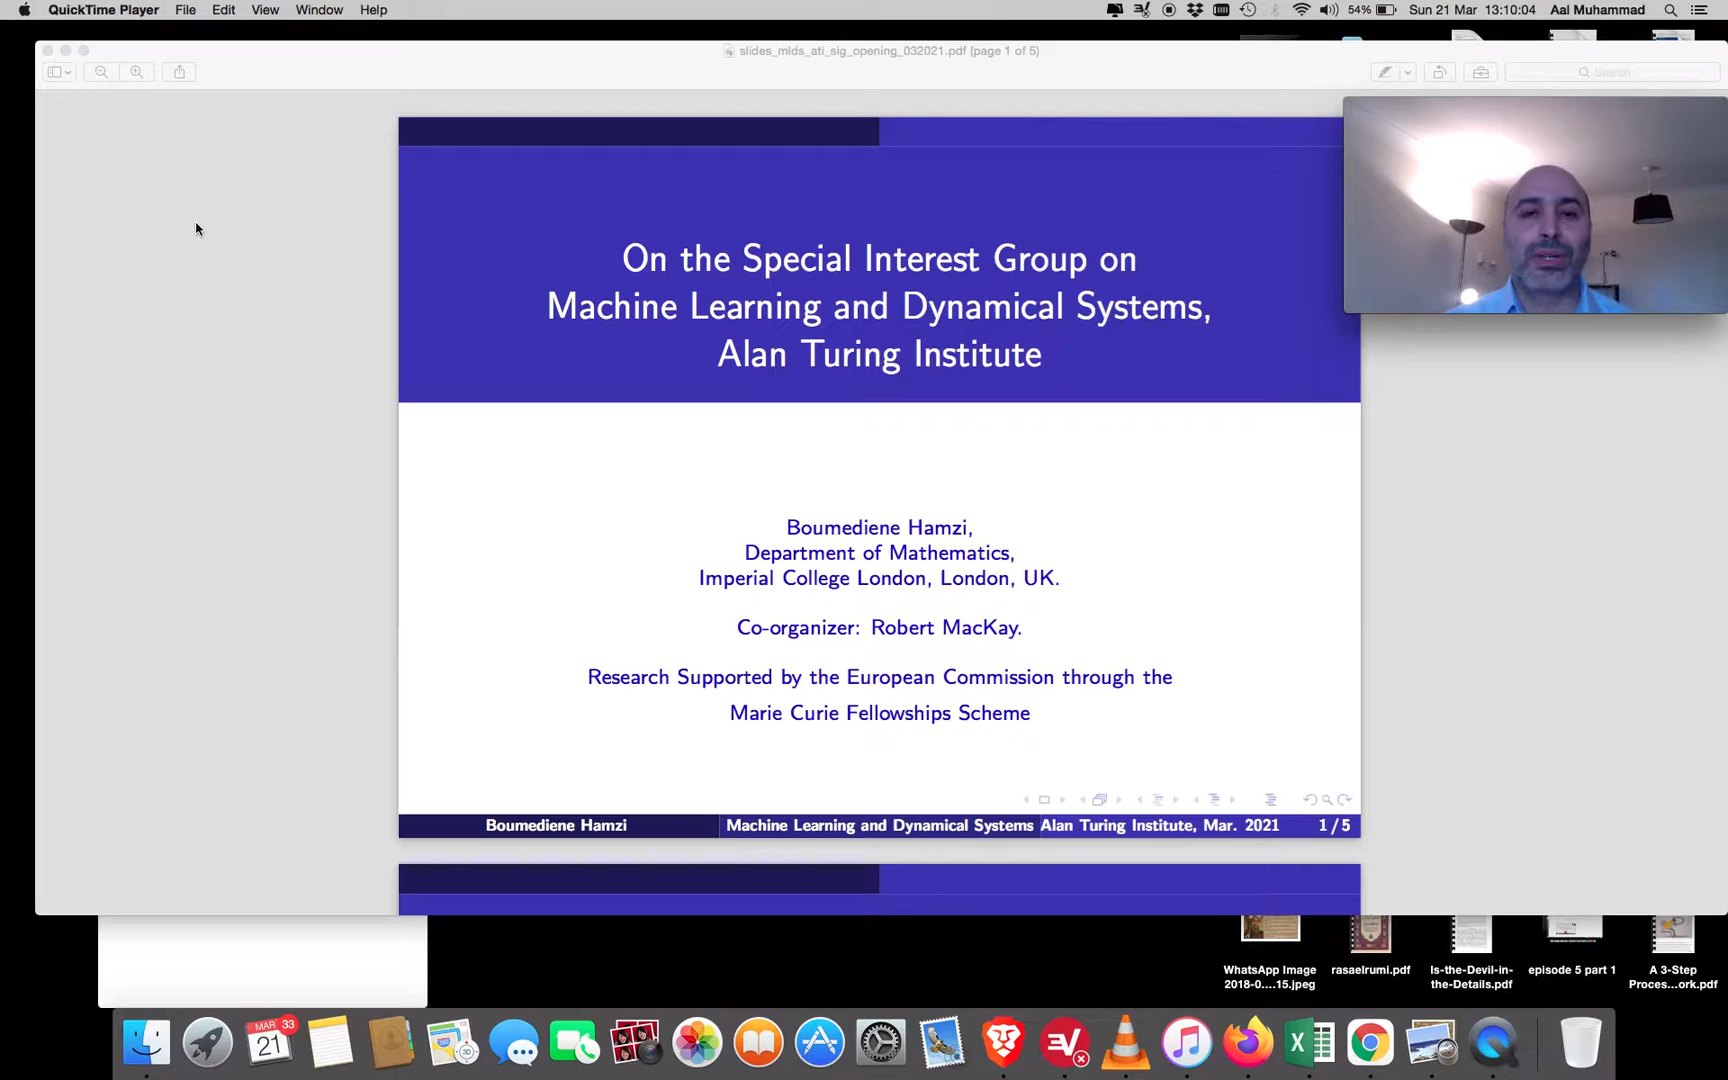 QuickTime Player File Edit View Window Help 54% Sun 21 Mar 13:10:04 Aal Muhammad
slides_mlds_ati_sig_opening_032021.pdf (page 1 of 5)
Search
On the Special Interest Group on
Machine Learning and Dynamical Systems,
Alan Turing Institute
Boumediene Hamzi,
Department of Mathematics,
Imperial College London, London, UK.
Co-organizer: Robert MacKay.
Research Supported by the European Commission through the
Marie Curie Fellowships Scheme
Boumediene Hamzi Machine Learning and Dynamical Systems Alan Turing Institute, Mar. 2021 1 / 5
WhatsApp Image
2018-0....15.jpeg
rasaelrumi.pdf
Is-the-Devil-in-
the-Details.pdf
episode 5 part 1
A 3-Step
Proces...ork.pdf
MAR 33
21
3D